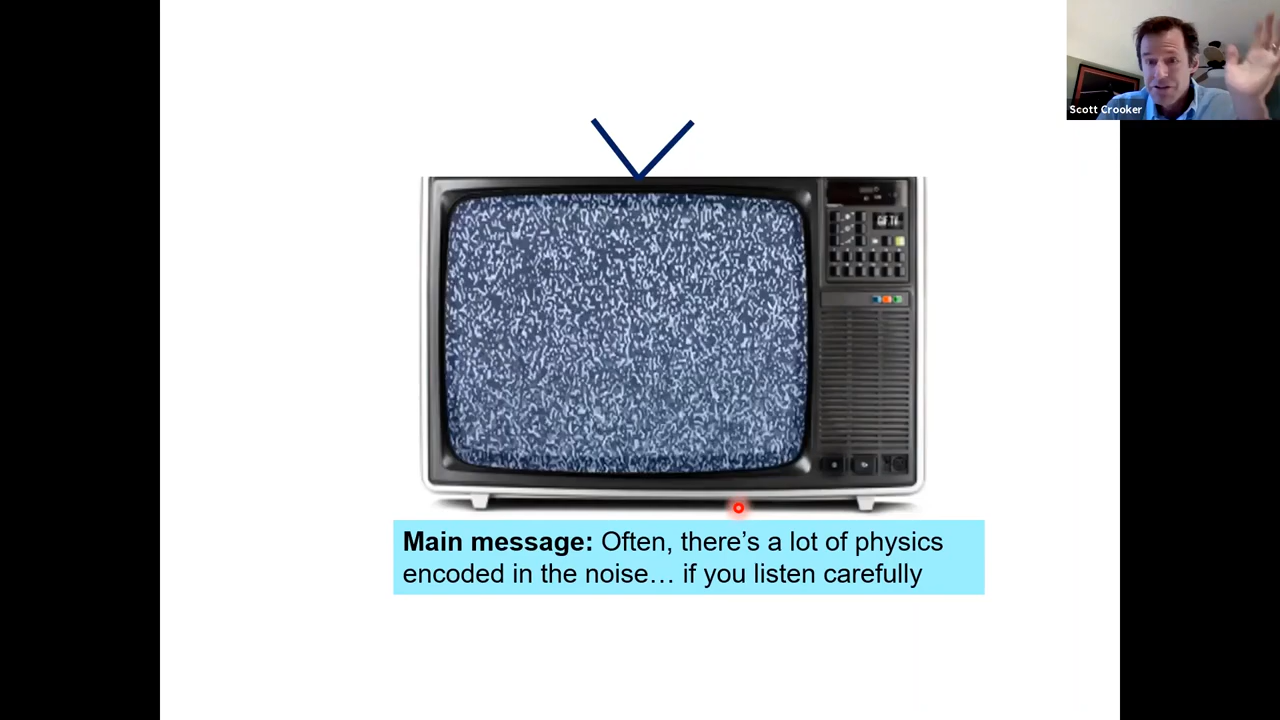 Scott Crooker
Main message: Often, there's a lot of physics
encoded in the noise… if you listen carefully